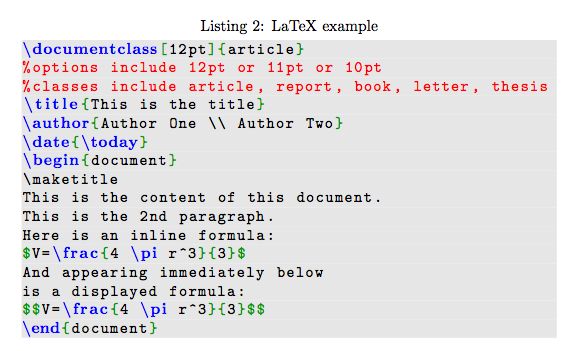 Listing 2: LaTeX example
\documentclass[12pt]{article}
%options include 12pt or 11pt or 10pt
%classes include article, report, book, letter, thesis
\title{This is the title}
\author{Author One \\ Author Two}
\date{\today}
\begin{document}
\maketitle
This is the content of this document.
This is the 2nd paragraph.
Here is an inline formula:
$V=\frac{4 \pi r^3}{3}$
And appearing immediately below
is a displayed formula:
$$V=\frac{4 \pi r^3}{3}$$
\end{document}